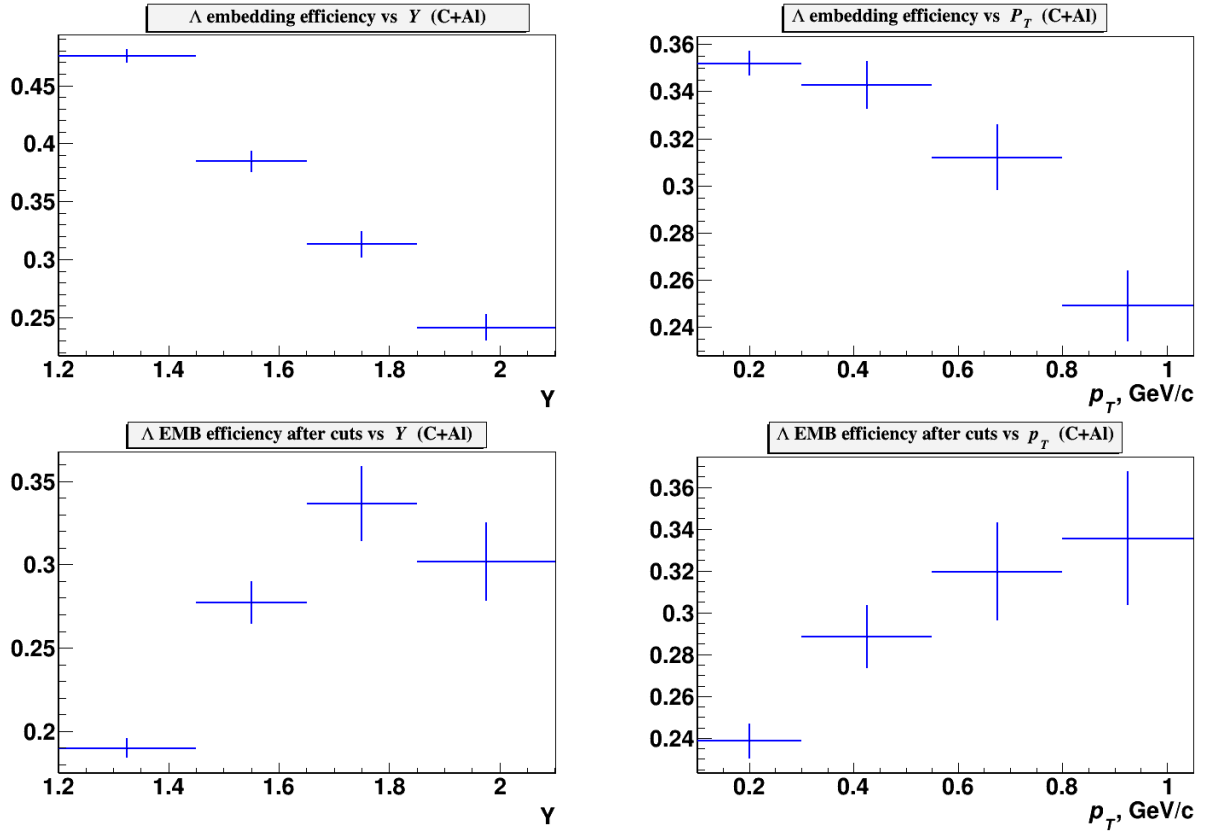 Λ embedding efficiency vs Y (C+Al)
0.45
0.4
0.35
0.3
0.25
1.2 1.4 1.6 1.8 2
Y
Λ embedding efficiency vs P_T (C+Al)
0.36
0.34
0.32
0.3
0.28
0.26
0.24
0.2 0.4 0.6 0.8 1
p_T, GeV/c
Λ EMB efficiency after cuts vs Y (C+Al)
0.35
0.3
0.25
0.2
1.2 1.4 1.6 1.8 2
Y
Λ EMB efficiency after cuts vs p_T (C+Al)
0.36
0.34
0.32
0.3
0.28
0.26
0.24
0.2 0.4 0.6 0.8 1
p_T, GeV/c